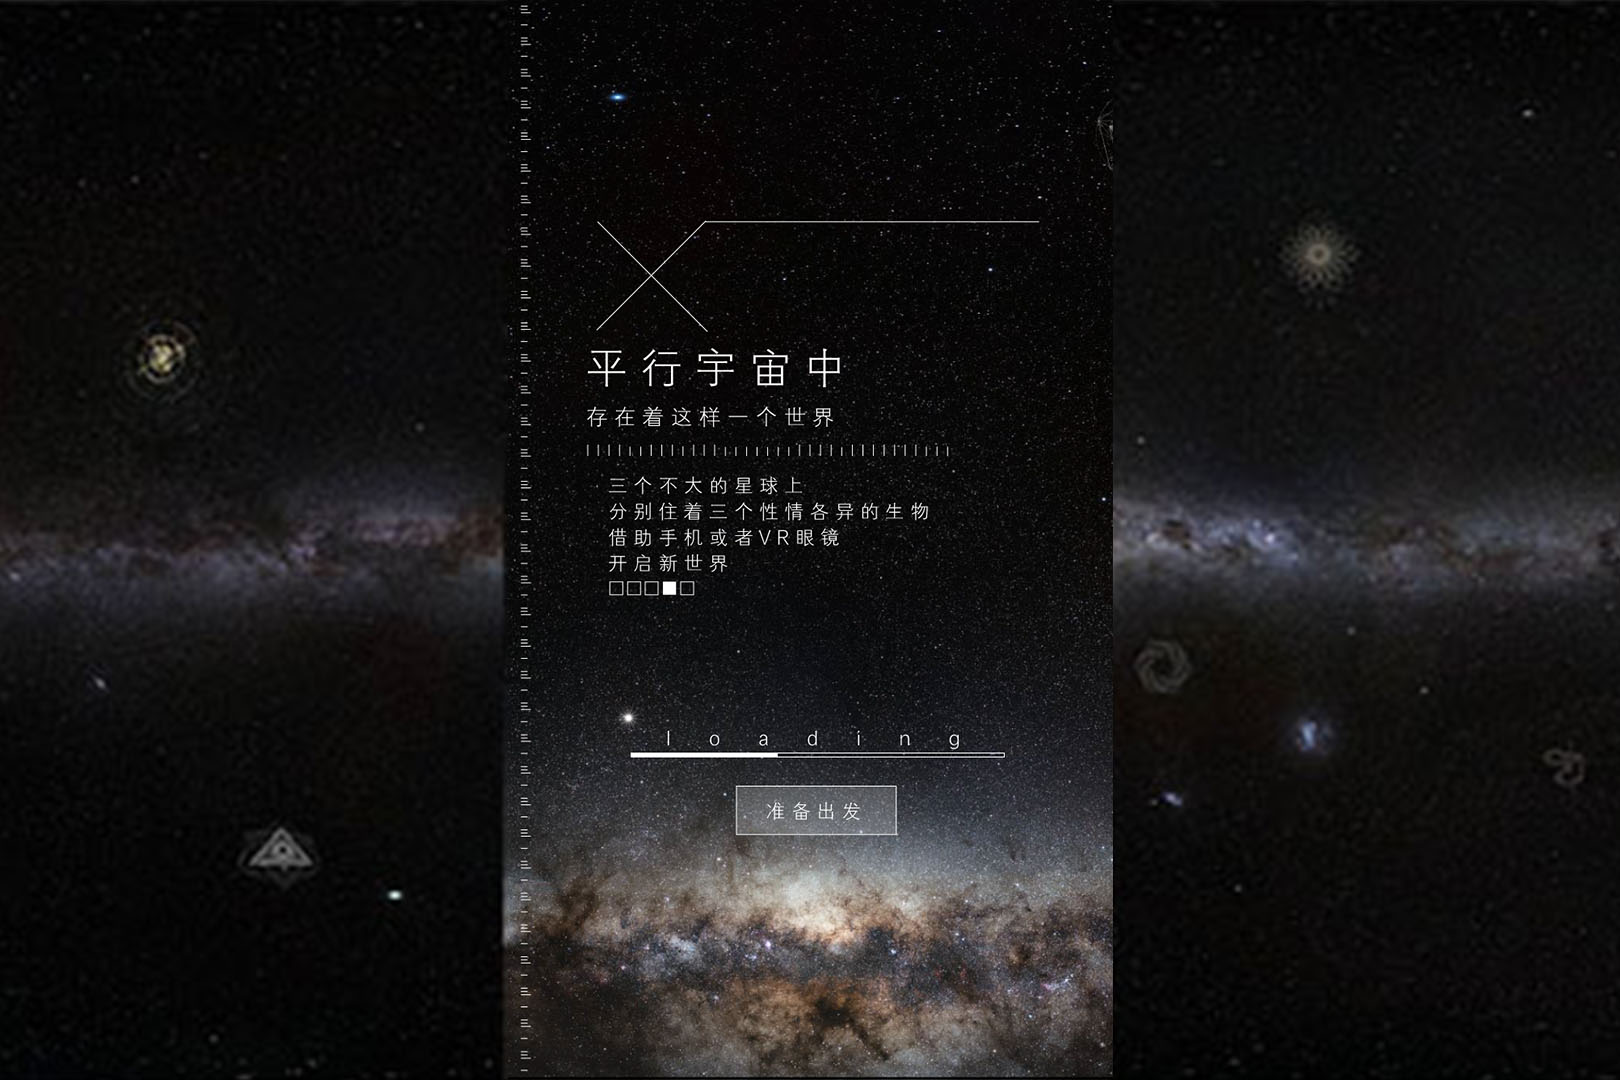 平行宇宙中
存在着这样一个世界
三个不大的星球上
分别住着三个性情各异的生物
借助手机或者VR眼镜
开启新世界
loading
准备出发